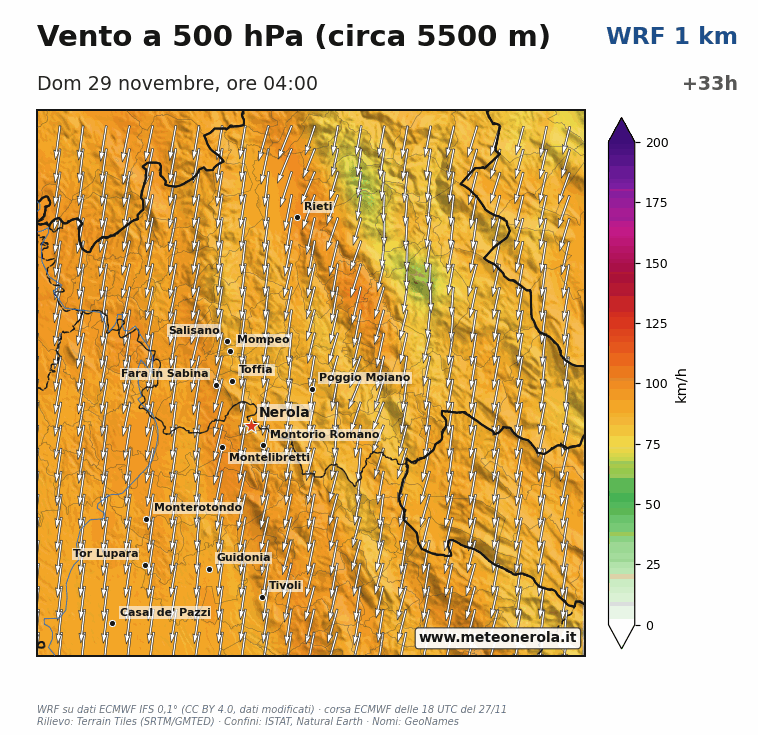 Vento a 500 hPa (circa 5500 m)
WRF 1 km
Dom 29 novembre, ore 04:00
+33h
Rieti
Salisano
Mompeo
Fara in Sabina
Toffia
Poggio Moiano
Nerola
Montorio Romano
Montelibretti
Monterotondo
Tor Lupara
Guidonia
Tivoli
Casal de' Pazzi
www.meteonerola.it
200
175
150
125
100
75
50
25
0
km/h
WRF su dati ECMWF IFS 0,1° (CC BY 4.0, dati modificati) · corsa ECMWF delle 18 UTC del 27/11
Rilievo: Terrain Tiles (SRTM/GMTED) · Confini: ISTAT, Natural Earth · Nomi: GeoNames